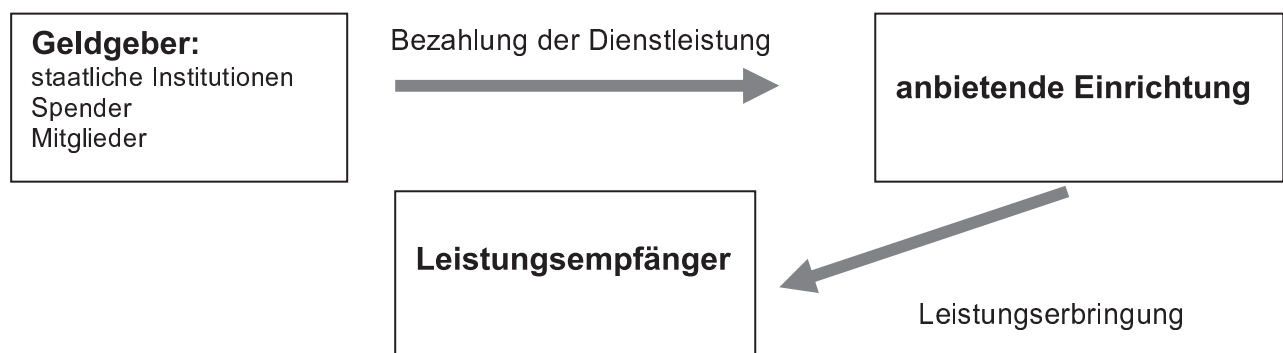 Geldgeber:
staatliche Institutionen
Spender
Mitglieder
Bezahlung der Dienstleistung
anbietende Einrichtung
Leistungsempfänger
Leistungserbringung